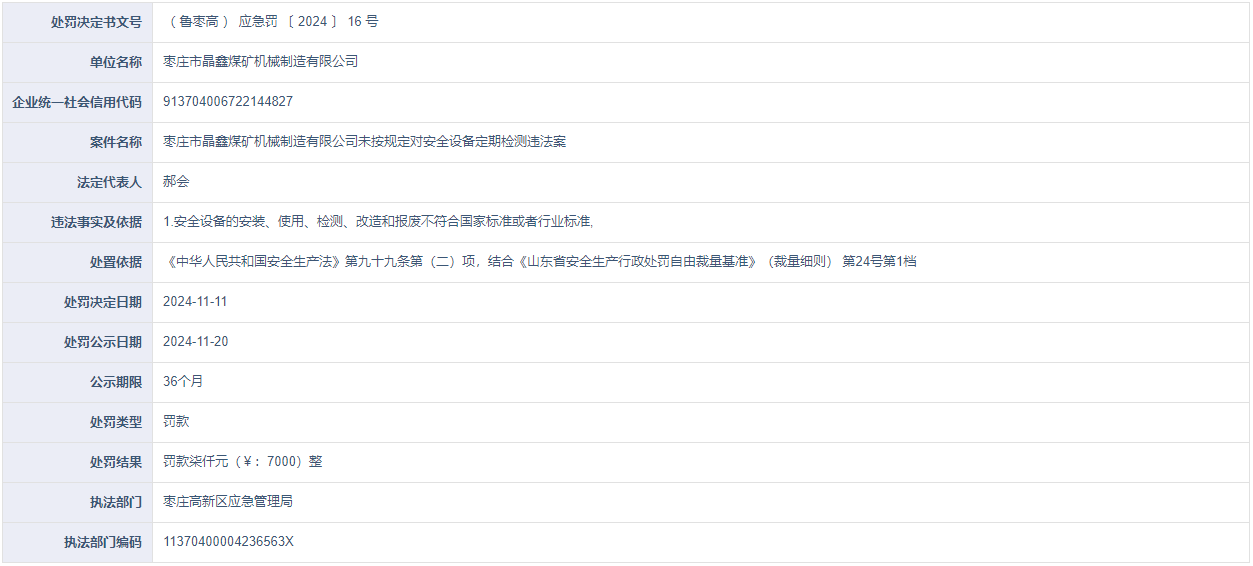 处罚决定书文号 （ 鲁枣高 ） 应急罚 〔 2024 〕 16 号
单位名称 枣庄市晶鑫煤矿机械制造有限公司
企业统一社会信用代码 913704006722144827
案件名称 枣庄市晶鑫煤矿机械制造有限公司未按规定对安全设备定期检测违法案
法定代表人 郝会
违法事实及依据 1.安全设备的安装、使用、检测、改造和报废不符合国家标准或者行业标准,
处置依据 《中华人民共和国安全生产法》第九十九条第（二）项，结合《山东省安全生产行政处罚自由裁量基准》（裁量细则） 第24号第1档
处罚决定日期 2024-11-11
处罚公示日期 2024-11-20
公示期限 36个月
处罚类型 罚款
处罚结果 罚款柒仟元（￥：7000）整
执法部门 枣庄高新区应急管理局
执法部门编码 11370400004236563X